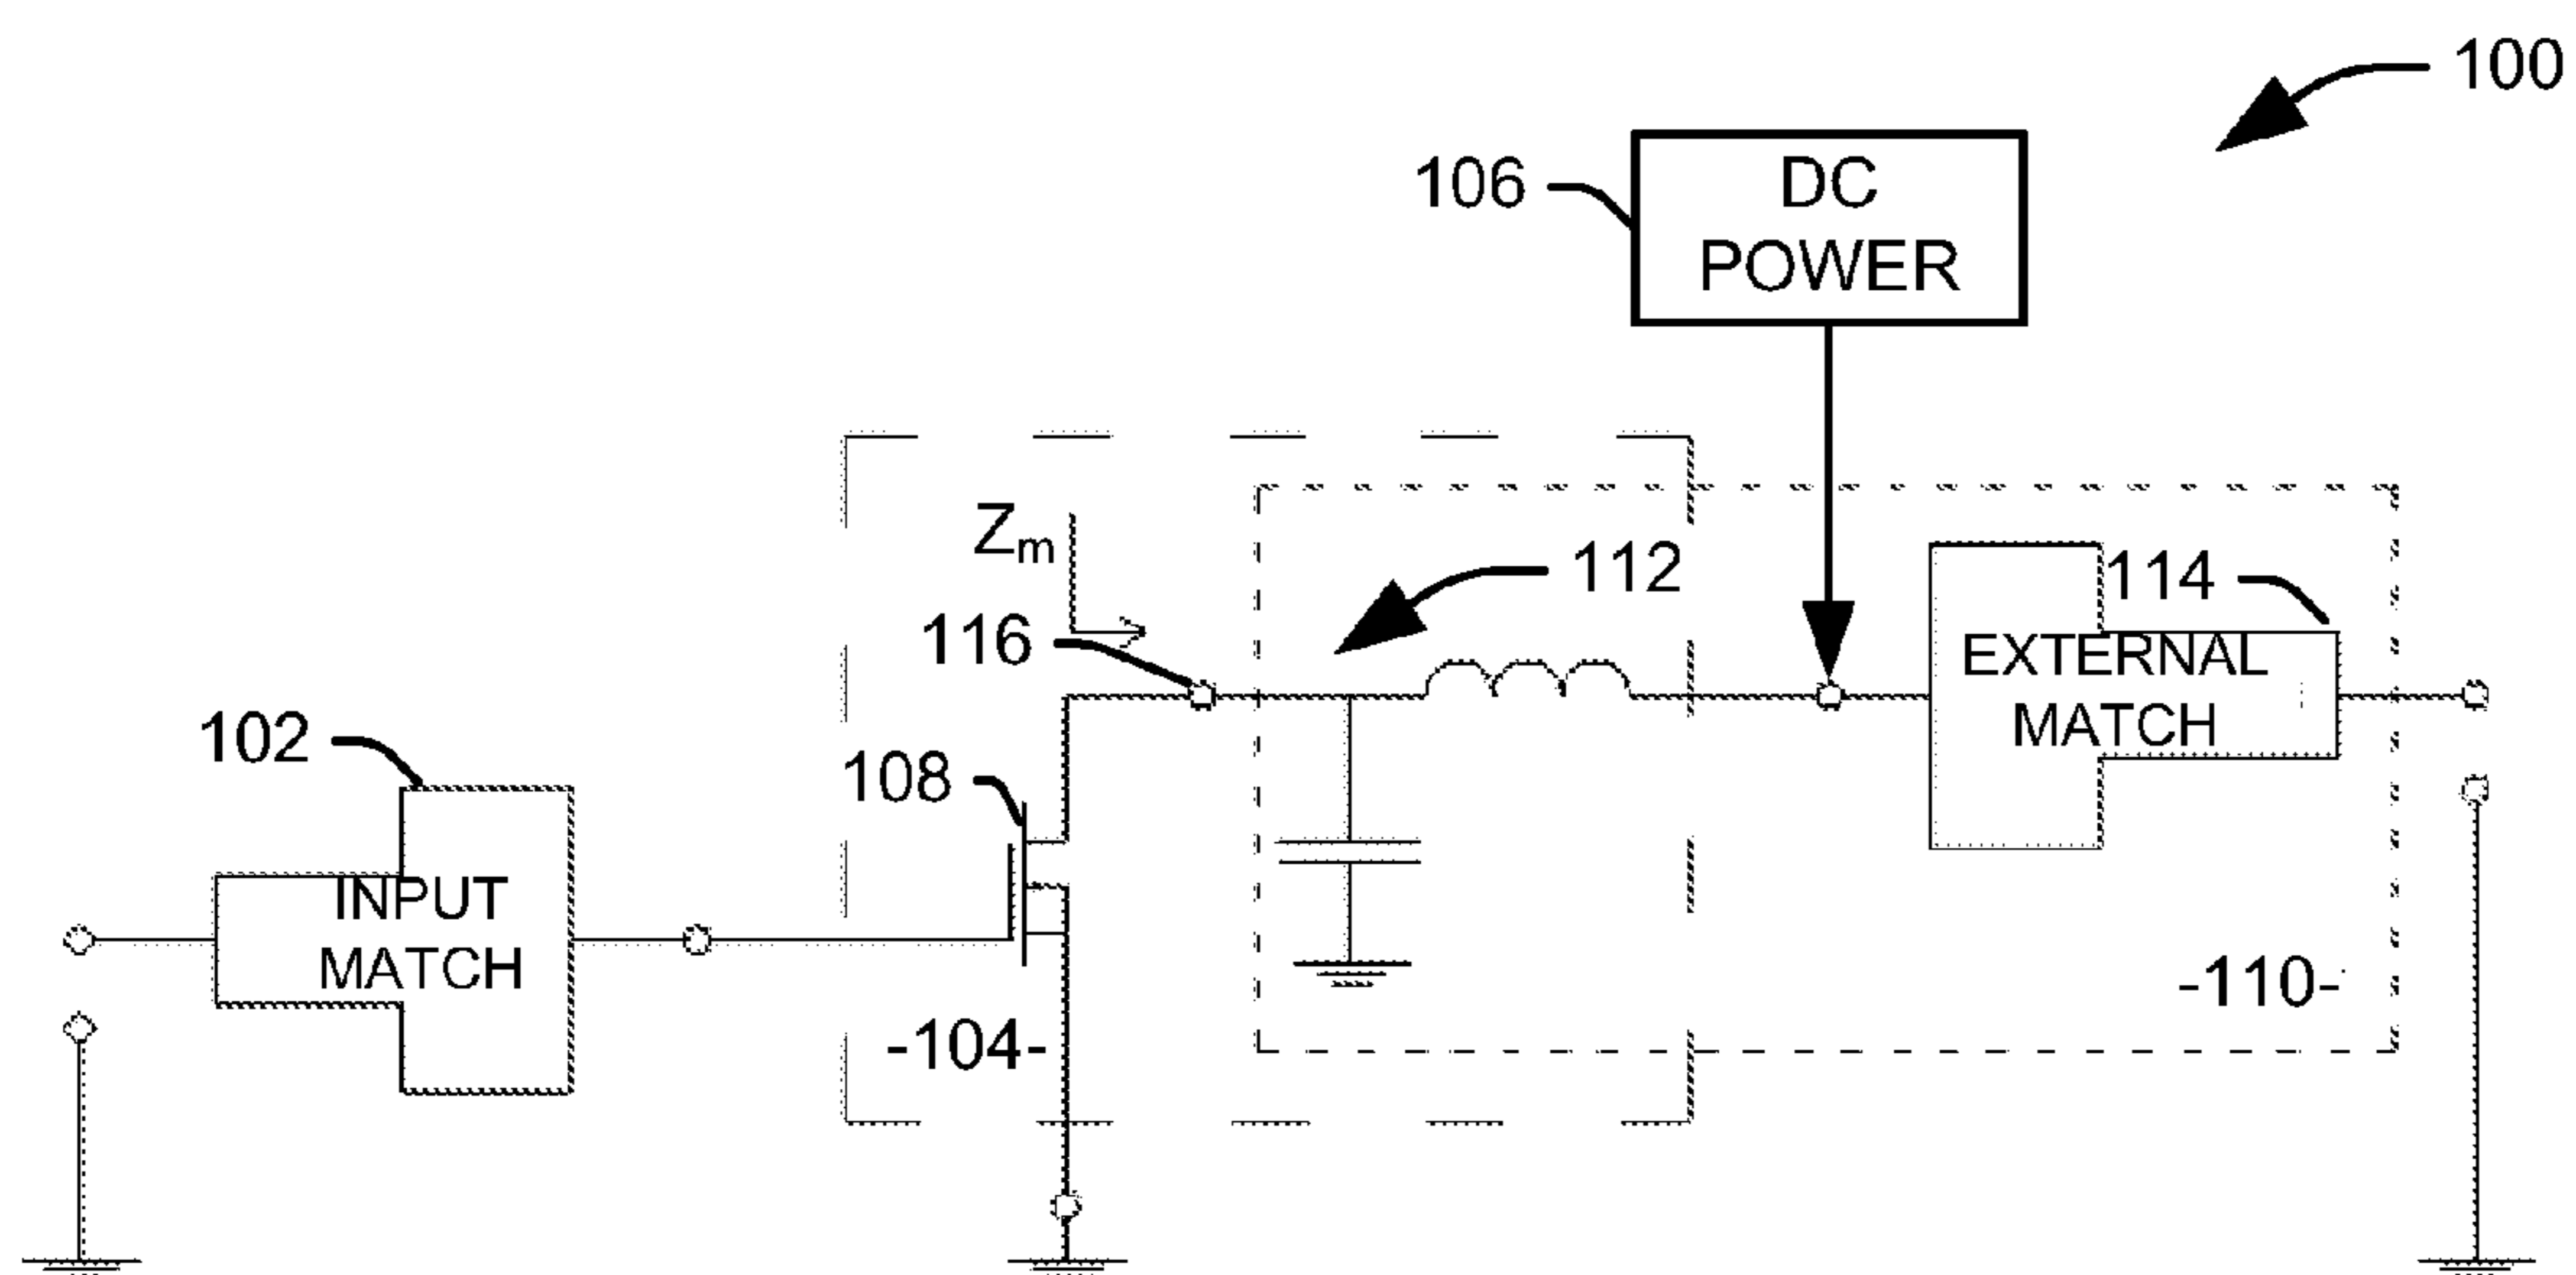 100
106
DC
POWER
Zm
112
114
116
EXTERNAL
MATCH
102
108
INPUT
MATCH
-110-
-104-